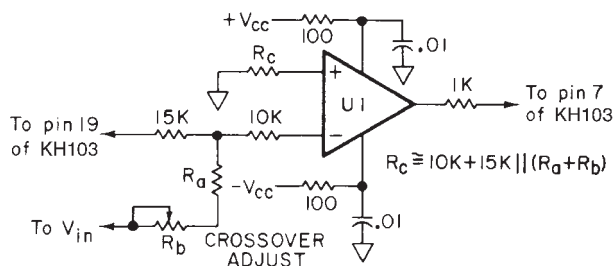 +Vcc
100
.01
Rc
+
U1
1K
To pin 7
of KH103
To pin 19
of KH103
15K
10K
−
Rc ≅ 10K+15K||(Ra+Rb)
Ra
−Vcc
100
.01
To Vin
Rb
CROSSOVER
ADJUST